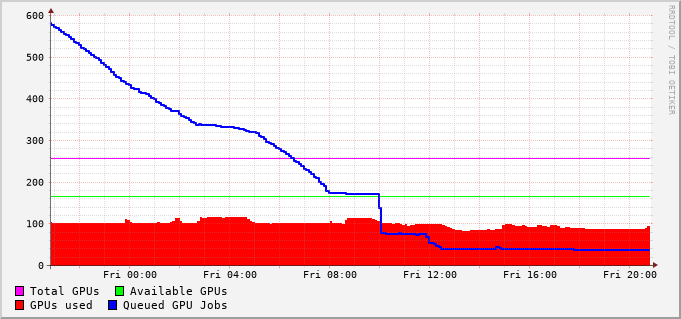 RRDTOOL / TOBI OETIKER
600
500
400
300
200
100
0
Fri 00:00 Fri 04:00 Fri 08:00 Fri 12:00 Fri 16:00 Fri 20:00
Total GPUs Available GPUs
GPUs used Queued GPU Jobs